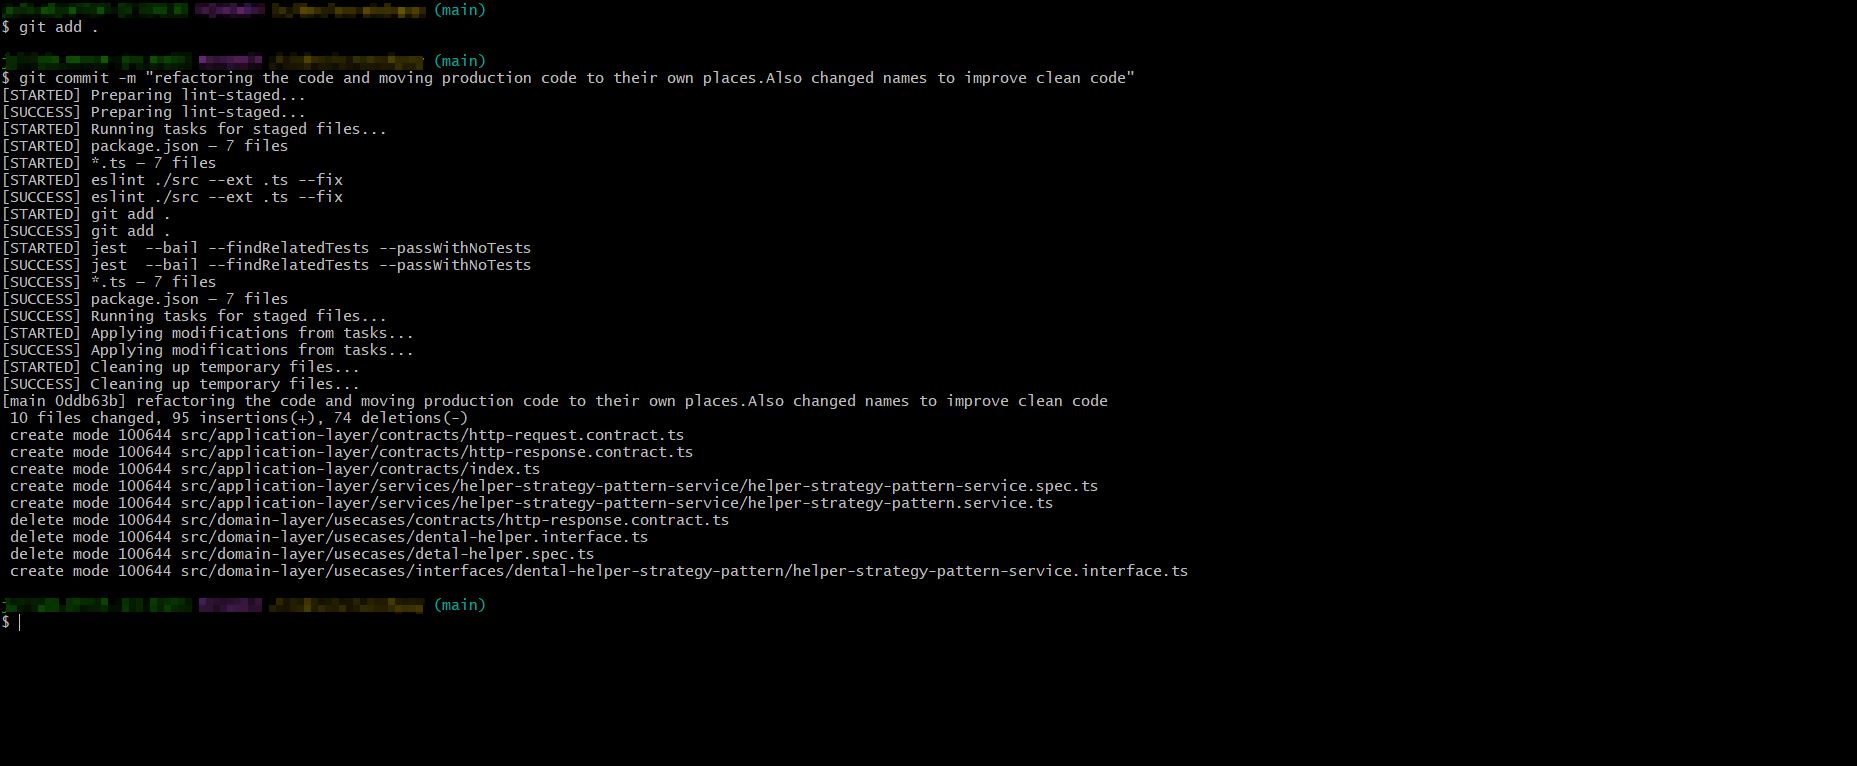 (main)
$ git add .
(main)
$ git commit -m "refactoring the code and moving production code to their own places.Also changed names to improve clean code"
[STARTED] Preparing lint-staged...
[SUCCESS] Preparing lint-staged...
[STARTED] Running tasks for staged files...
[STARTED] package.json — 7 files
[STARTED] *.ts — 7 files
[STARTED] eslint ./src --ext .ts --fix
[SUCCESS] eslint ./src --ext .ts --fix
[STARTED] git add .
[SUCCESS] git add .
[STARTED] jest  --bail --findRelatedTests --passWithNoTests
[SUCCESS] jest  --bail --findRelatedTests --passWithNoTests
[SUCCESS] *.ts — 7 files
[SUCCESS] package.json — 7 files
[SUCCESS] Running tasks for staged files...
[STARTED] Applying modifications from tasks...
[SUCCESS] Applying modifications from tasks...
[STARTED] Cleaning up temporary files...
[SUCCESS] Cleaning up temporary files...
[main 0ddb63b] refactoring the code and moving production code to their own places.Also changed names to improve clean code
 10 files changed, 95 insertions(+), 74 deletions(-)
 create mode 100644 src/application-layer/contracts/http-request.contract.ts
 create mode 100644 src/application-layer/contracts/http-response.contract.ts
 create mode 100644 src/application-layer/contracts/index.ts
 create mode 100644 src/application-layer/services/helper-strategy-pattern-service/helper-strategy-pattern-service.spec.ts
 create mode 100644 src/application-layer/services/helper-strategy-pattern-service/helper-strategy-pattern.service.ts
 delete mode 100644 src/domain-layer/usecases/contracts/http-response.contract.ts
 delete mode 100644 src/domain-layer/usecases/dental-helper.interface.ts
 delete mode 100644 src/domain-layer/usecases/detal-helper.spec.ts
 create mode 100644 src/domain-layer/usecases/interfaces/dental-helper-strategy-pattern/helper-strategy-pattern-service.interface.ts
(main)
$